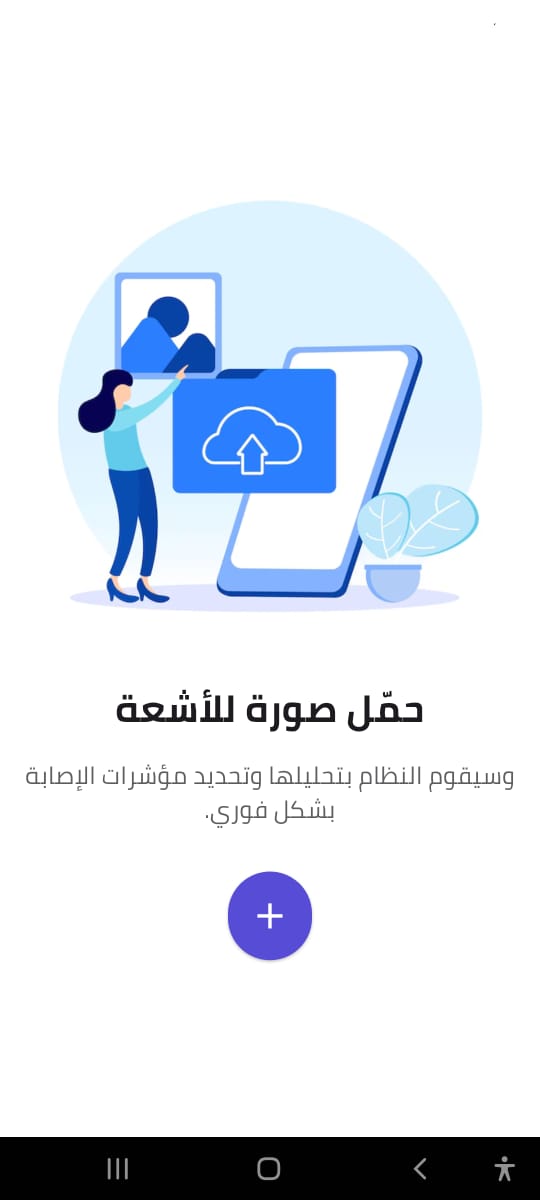 حمّل صورة للأشعة
وسيقوم النظام بتحليلها وتحديد مؤشرات الإصابة
بشكل فوري.